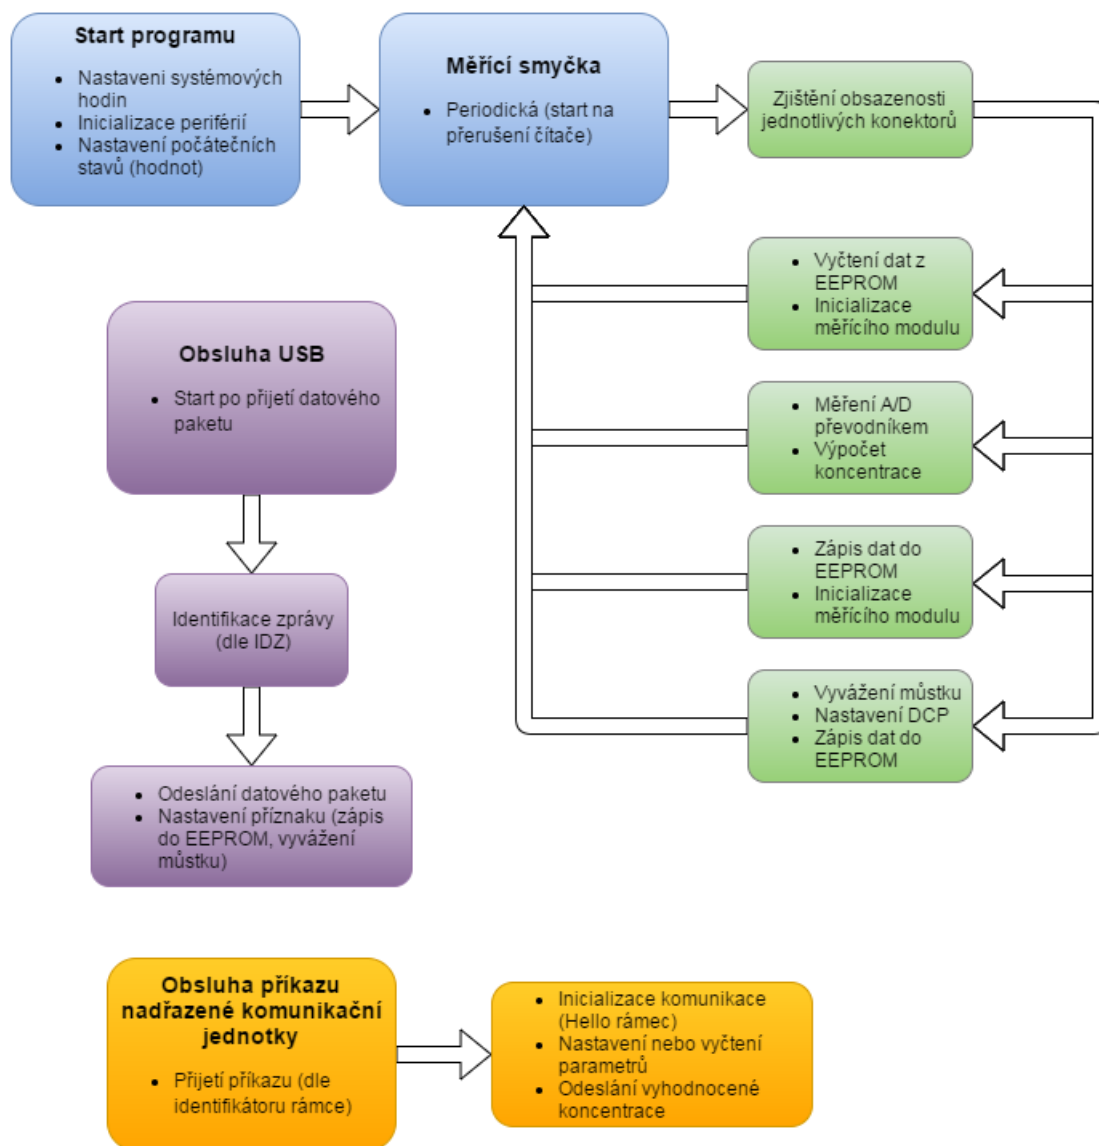 Start programu
Nastaveni systémových
hodin
Inicializace periférií
Nastavení počátečních
stavů (hodnot)
Měřící smyčka
Periodická (start na
přerušení čítače)
Zjištění obsazenosti
jednotlivých konektorů
Vyčtení dat z
EEPROM
Inicializace
měřícího modulu
Měření A/D
převodníkem
Výpočet
koncentrace
Zápis dat do
EEPROM
Inicializace
měřícího modulu
Vyvážení můstku
Nastavení DCP
Zápis dat do
EEPROM
Obsluha USB
Start po přijetí datového
paketu
Identifikace zprávy
(dle IDZ)
Odeslání datového paketu
Nastavení příznaku (zápis
do EEPROM, vyvážení
můstku)
Obsluha příkazu
nadřazené komunikační
jednotky
Přijetí příkazu (dle
identifikátoru rámce)
Inicializace komunikace
(Hello rámec)
Nastavení nebo vyčtení
parametrů
Odeslání vyhodnocené
koncentrace